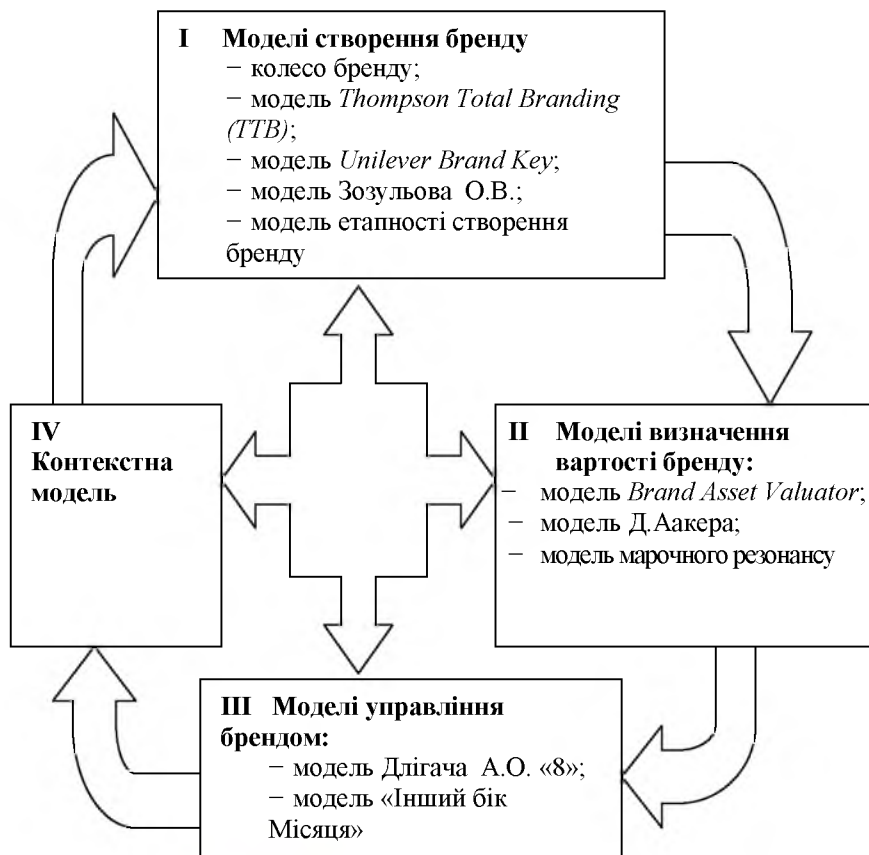 I Моделі створення бренду
− колесо бренду;
− модель Thompson Total Branding
(TTB);
− модель Unilever Brand Key;
− модель Зозульова О.В.;
− модель етапності створення
бренду
II Моделі визначення
вартості бренду:
− модель Brand Asset Valuator;
− модель Д.Аакера;
− модель марочного резонансу
III Моделі управління
брендом:
− модель Длігача А.О. «8»;
− модель «Інший бік
Місяця»
IV
Контекстна
модель